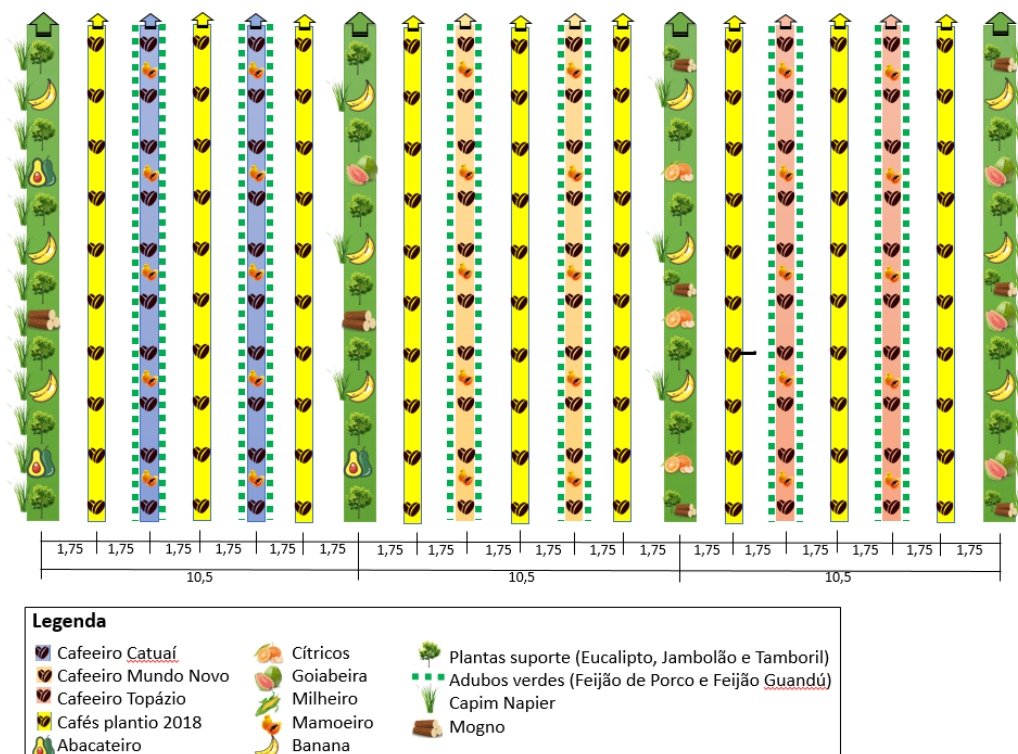 1,75 1,75 1,75 1,75 1,75 1,75 1,75 1,75 1,75 1,75 1,75 1,75 1,75 1,75 1,75 1,75 1,75 1,75
10,5 10,5 10,5
Legenda
Cafeeiro Catuaí
Cafeeiro Mundo Novo
Cafeeiro Topázio
Cafés plantio 2018
Abacateiro
Cítricos
Goiabeira
Milheiro
Mamoeiro
Banana
Plantas suporte (Eucalipto, Jambolão e Tamboril)
Adubos verdes (Feijão de Porco e Feijão Guandú)
Capim Napier
Mogno